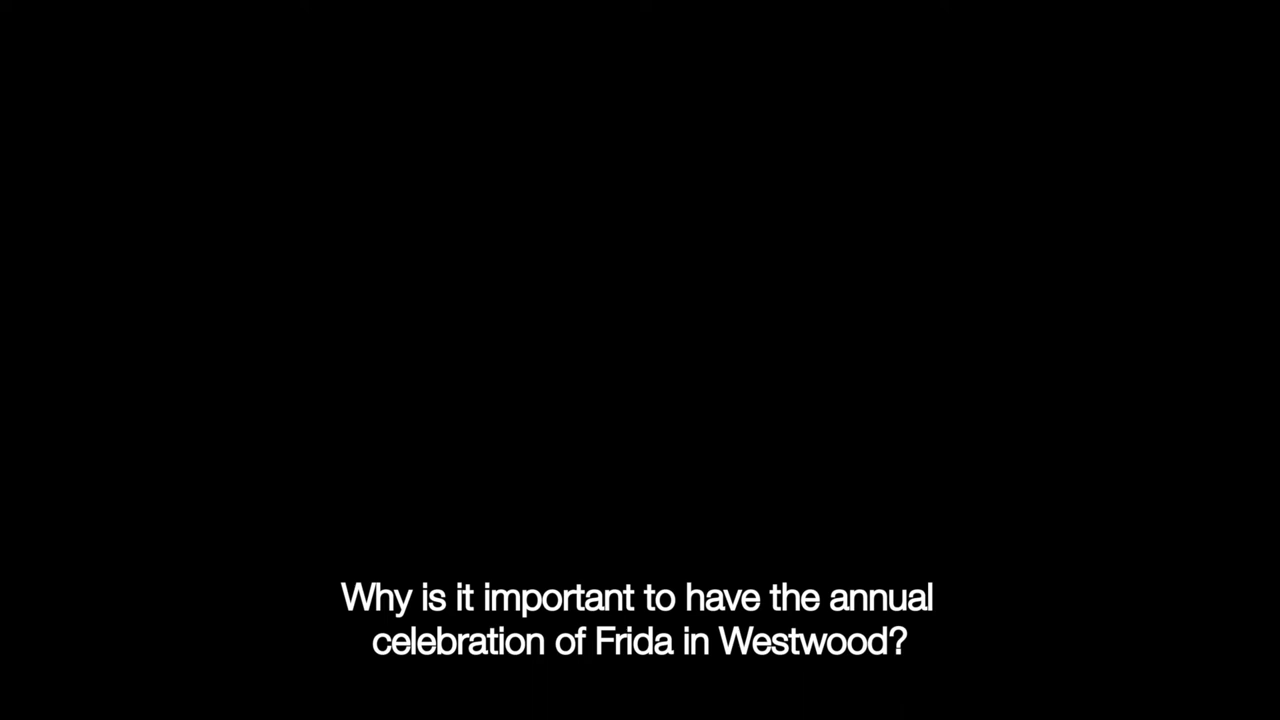 Why is it important to have the annual
celebration of Frida in Westwood?